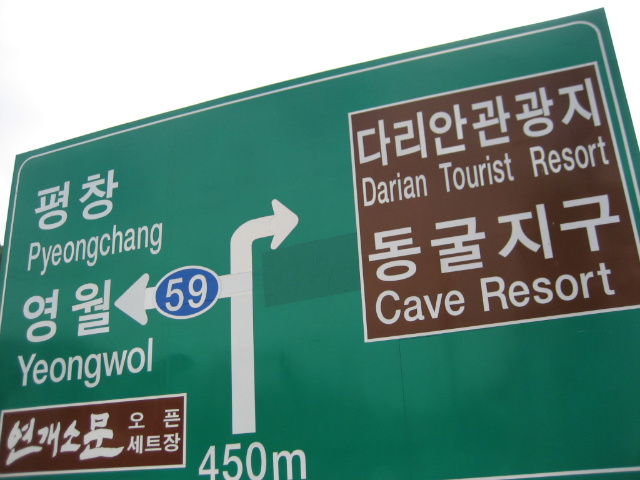 평창
Pyeongchang
영월
Yeongwol
59
연개소문
오픈
세트장
450m
다리안관광지
Darian Tourist Resort
동굴지구
Cave Resort